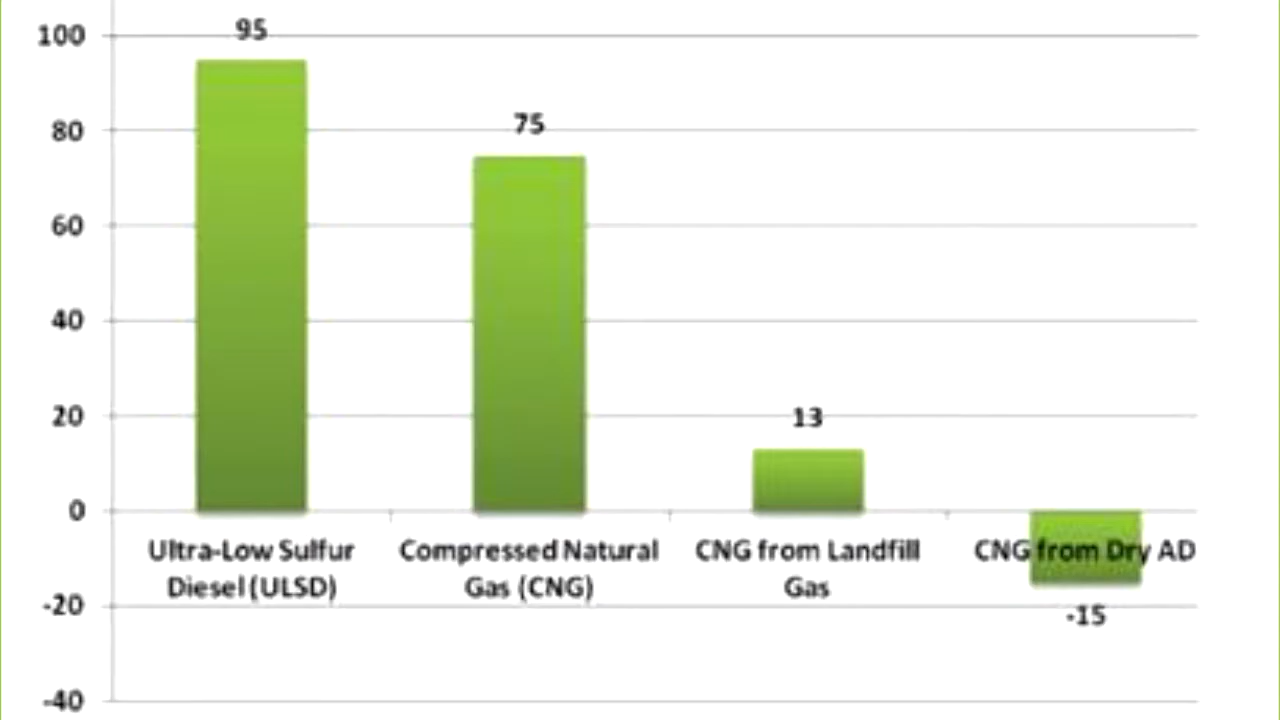 100
80
60
40
20
0
-20
-40
95
75
13
-15
Ultra-Low Sulfur
Diesel (ULSD)
Compressed Natural
Gas (CNG)
CNG from Landfill
Gas
CNG from Dry AD